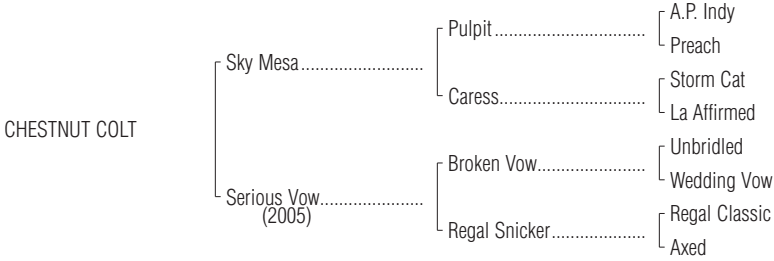 A.P. Indy
Pulpit..............................
Preach
Sky Mesa........................
Storm Cat
Caress.............................
La Affirmed
CHESTNUT COLT
Unbridled
Broken Vow.....................
Wedding Vow
Serious Vow....................
(2005)
Regal Classic
Regal Snicker..................
Axed